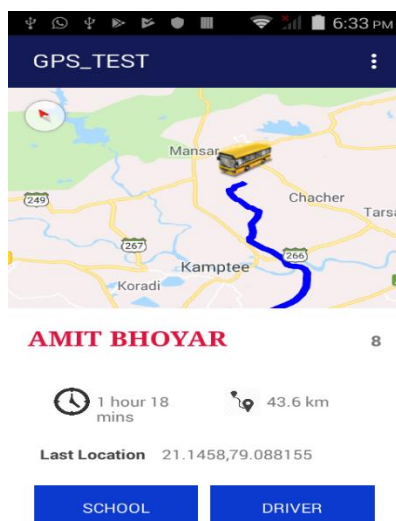 6:33 PM
GPS_TEST
Mansar
249
Chacher
Tarsa
267
266
Kamptee
Koradi
AMIT BHOYAR 8
1 hour 18 43.6 km
mins
Last Location 21.1458,79.088155
SCHOOL DRIVER